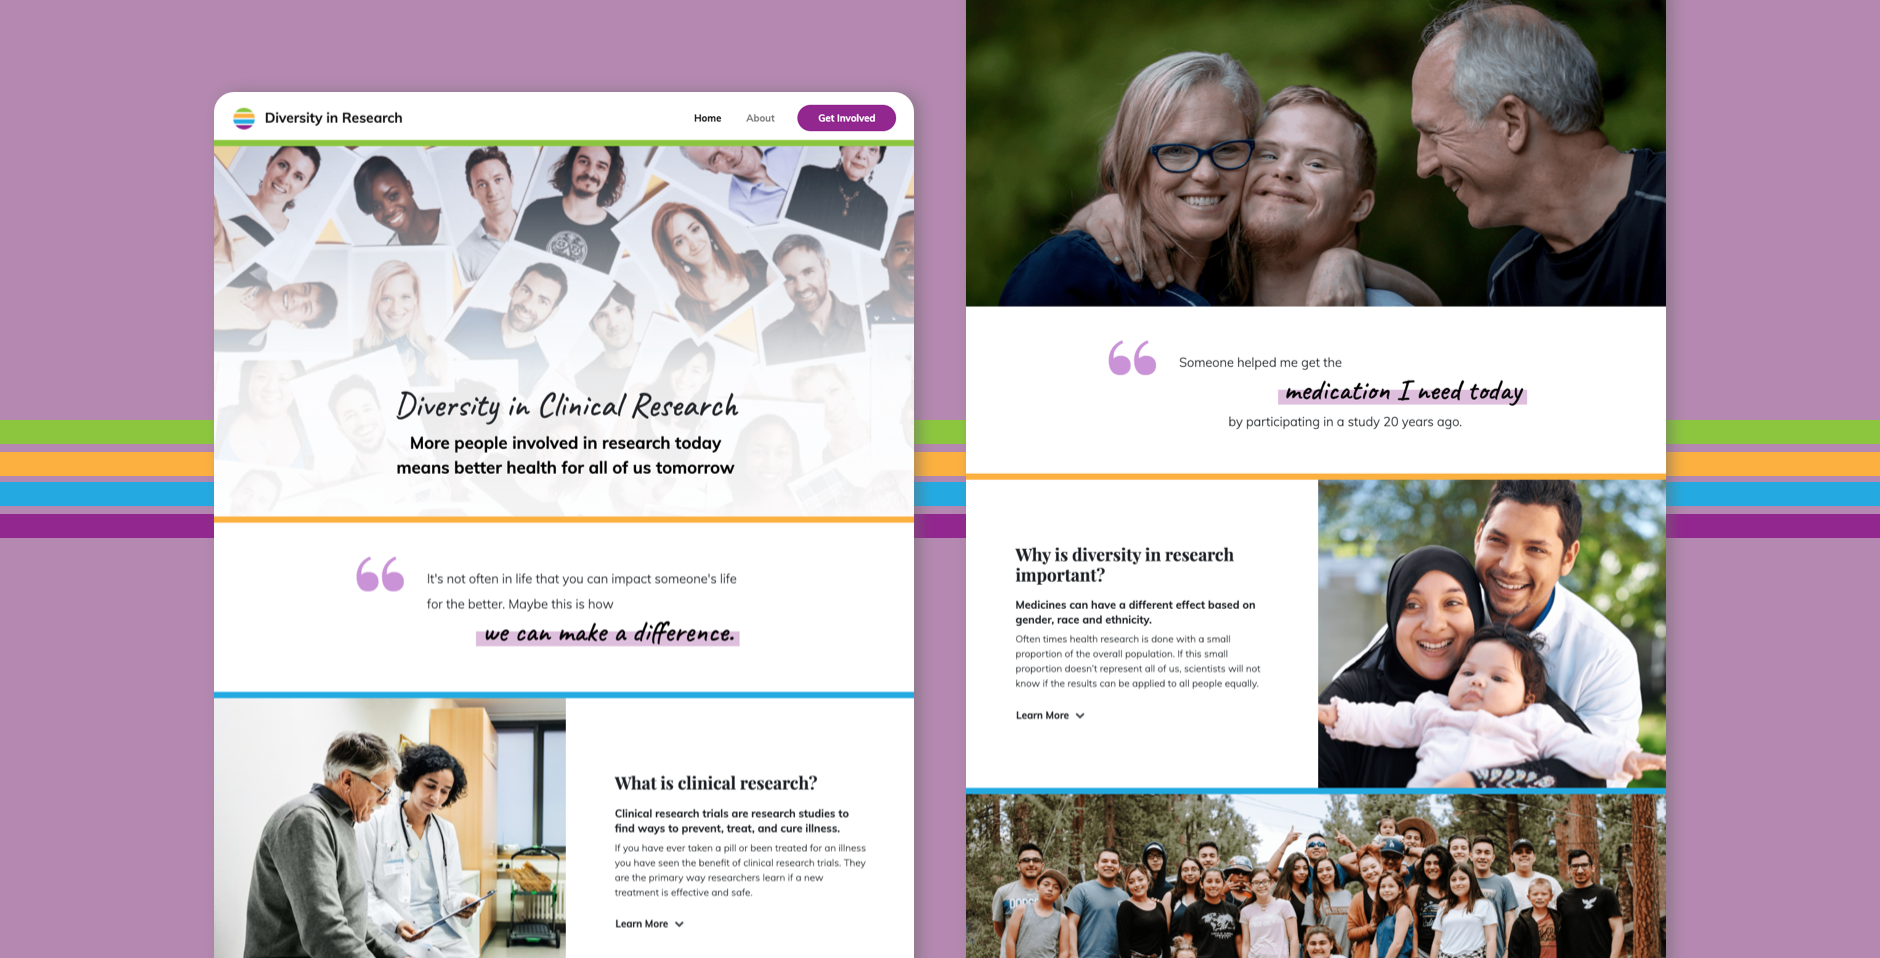 Diversity in Research
Home
About
Get Involved
Diversity in Clinical Research
More people involved in research today
means better health for all of us tomorrow
It's not often in life that you can impact someone's life
for the better. Maybe this is how
we can make a difference.
What is clinical research?
Clinical research trials are research studies to
find ways to prevent, treat, and cure illness.
If you have ever taken a pill or been treated for an illness
you have seen the benefit of clinical research trials. They
are the primary way researchers learn if a new
treatment is effective and safe.
Learn More
Someone helped me get the
medication I need today
by participating in a study 20 years ago.
Why is diversity in research
important?
Medicines can have a different effect based on
gender, race and ethnicity.
Often times health research is done with a small
proportion of the overall population. If this small
proportion doesn't represent all of us, scientists will not
know if the results can be applied to all people equally.
Learn More